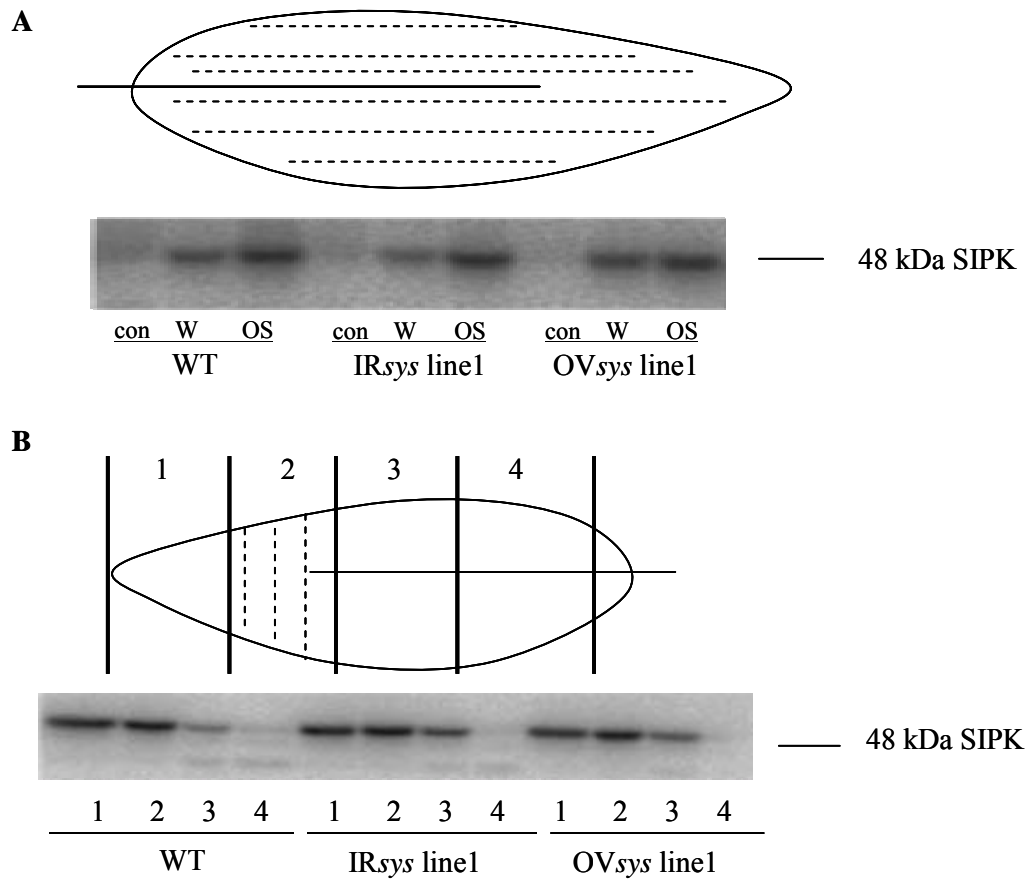 A
48 kDa SIPK
con W OS con W OS con W OS
WT IRsys line1 OVsys line1
B
1 2 3 4
48 kDa SIPK
1 2 3 4 1 2 3 4 1 2 3 4
WT IRsys line1 OVsys line1